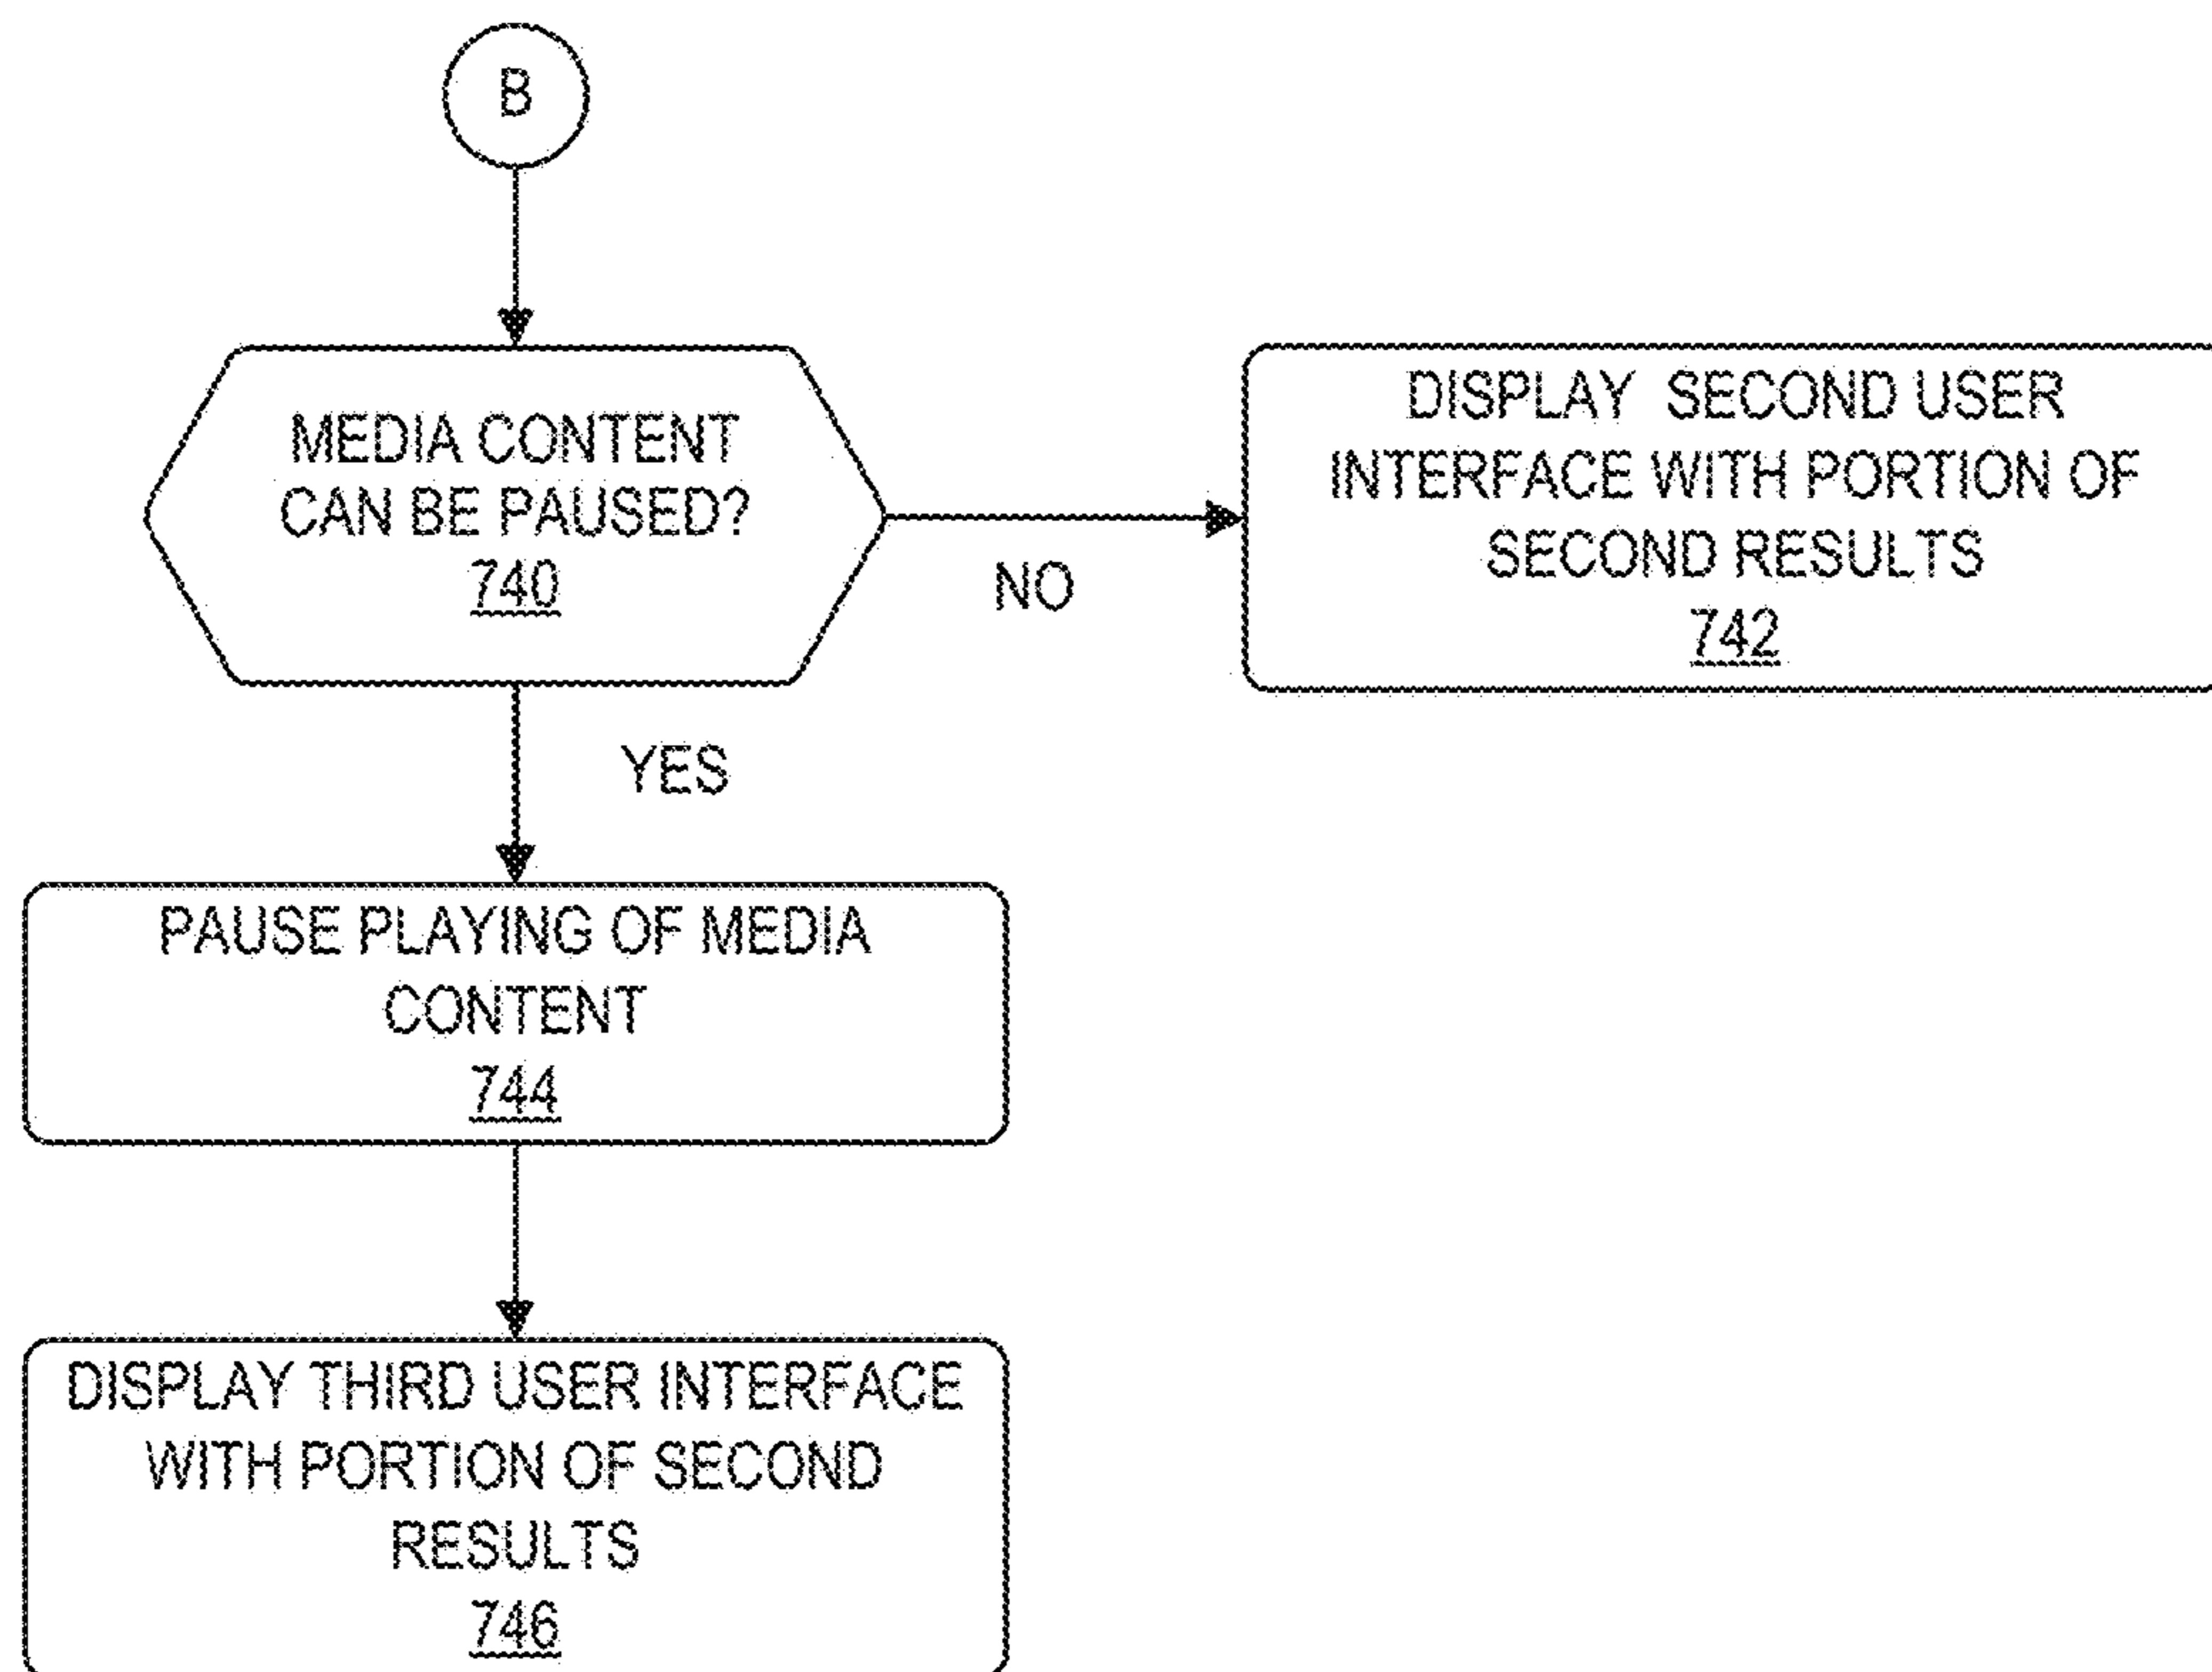 B
MEDIA CONTENT
CAN BE PAUSED?
740
NO
DISPLAY SECOND USER
INTERFACE WITH PORTION OF
SECOND RESULTS
742
YES
PAUSE PLAYING OF MEDIA
CONTENT
744
DISPLAY THIRD USER INTERFACE
WITH PORTION OF SECOND
RESULTS
746